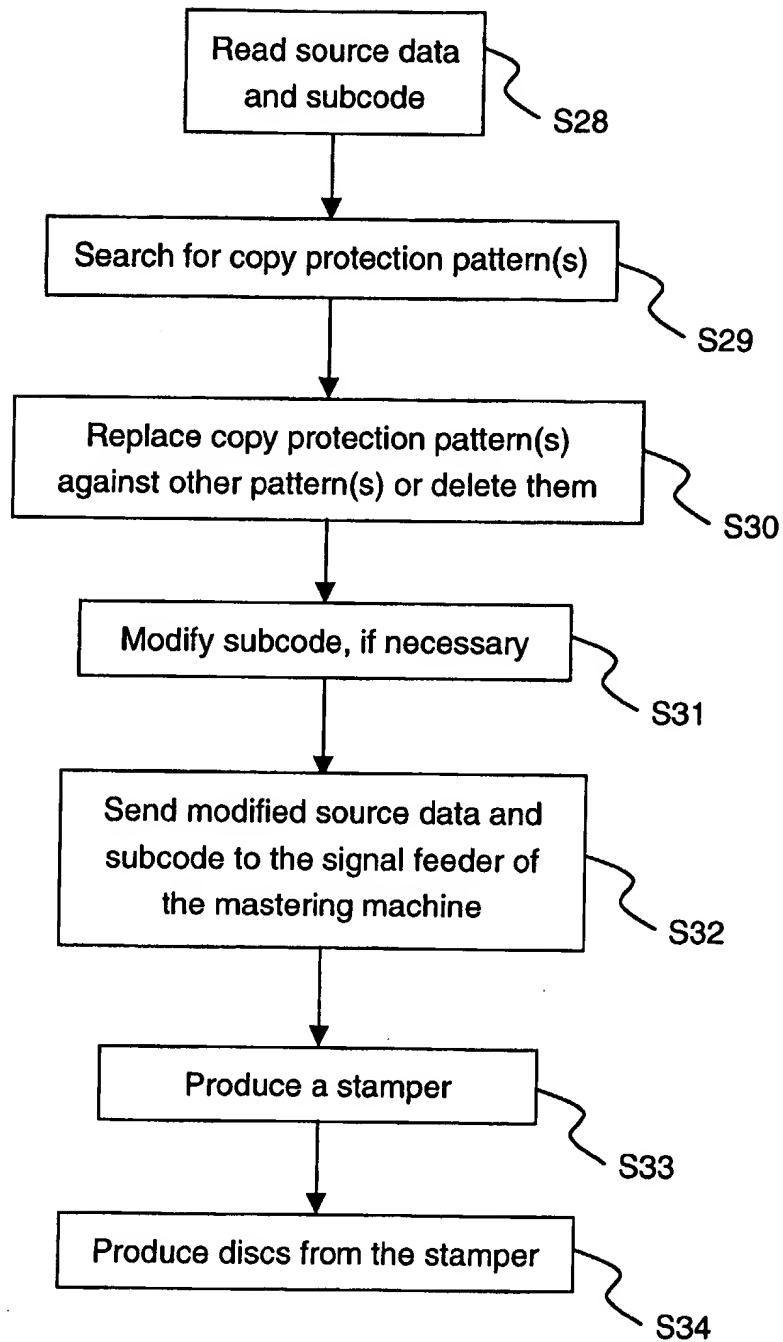 Read source data
and subcode
S28
Search for copy protection pattern(s)
S29
Replace copy protection pattern(s)
against other pattern(s) or delete them
S30
Modify subcode, if necessary
S31
Send modified source data and
subcode to the signal feeder of
the mastering machine
S32
Produce a stamper
S33
Produce discs from the stamper
S34